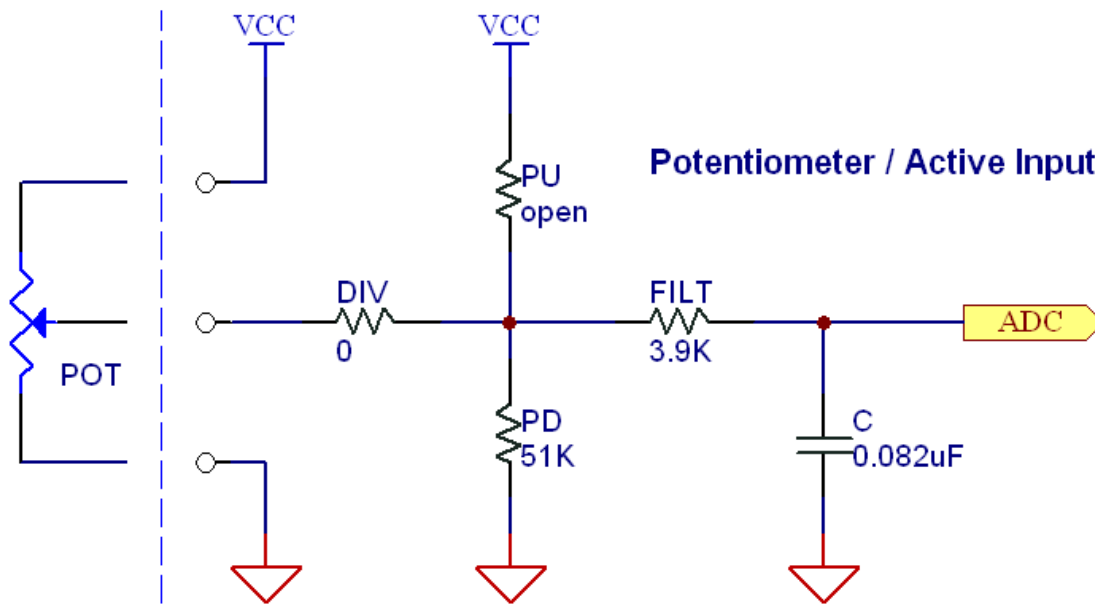 VCC
VCC
Potentiometer / Active Input
PU
open
DIV
0
FILT
3.9K
ADC
POT
PD
51K
C
0.082uF